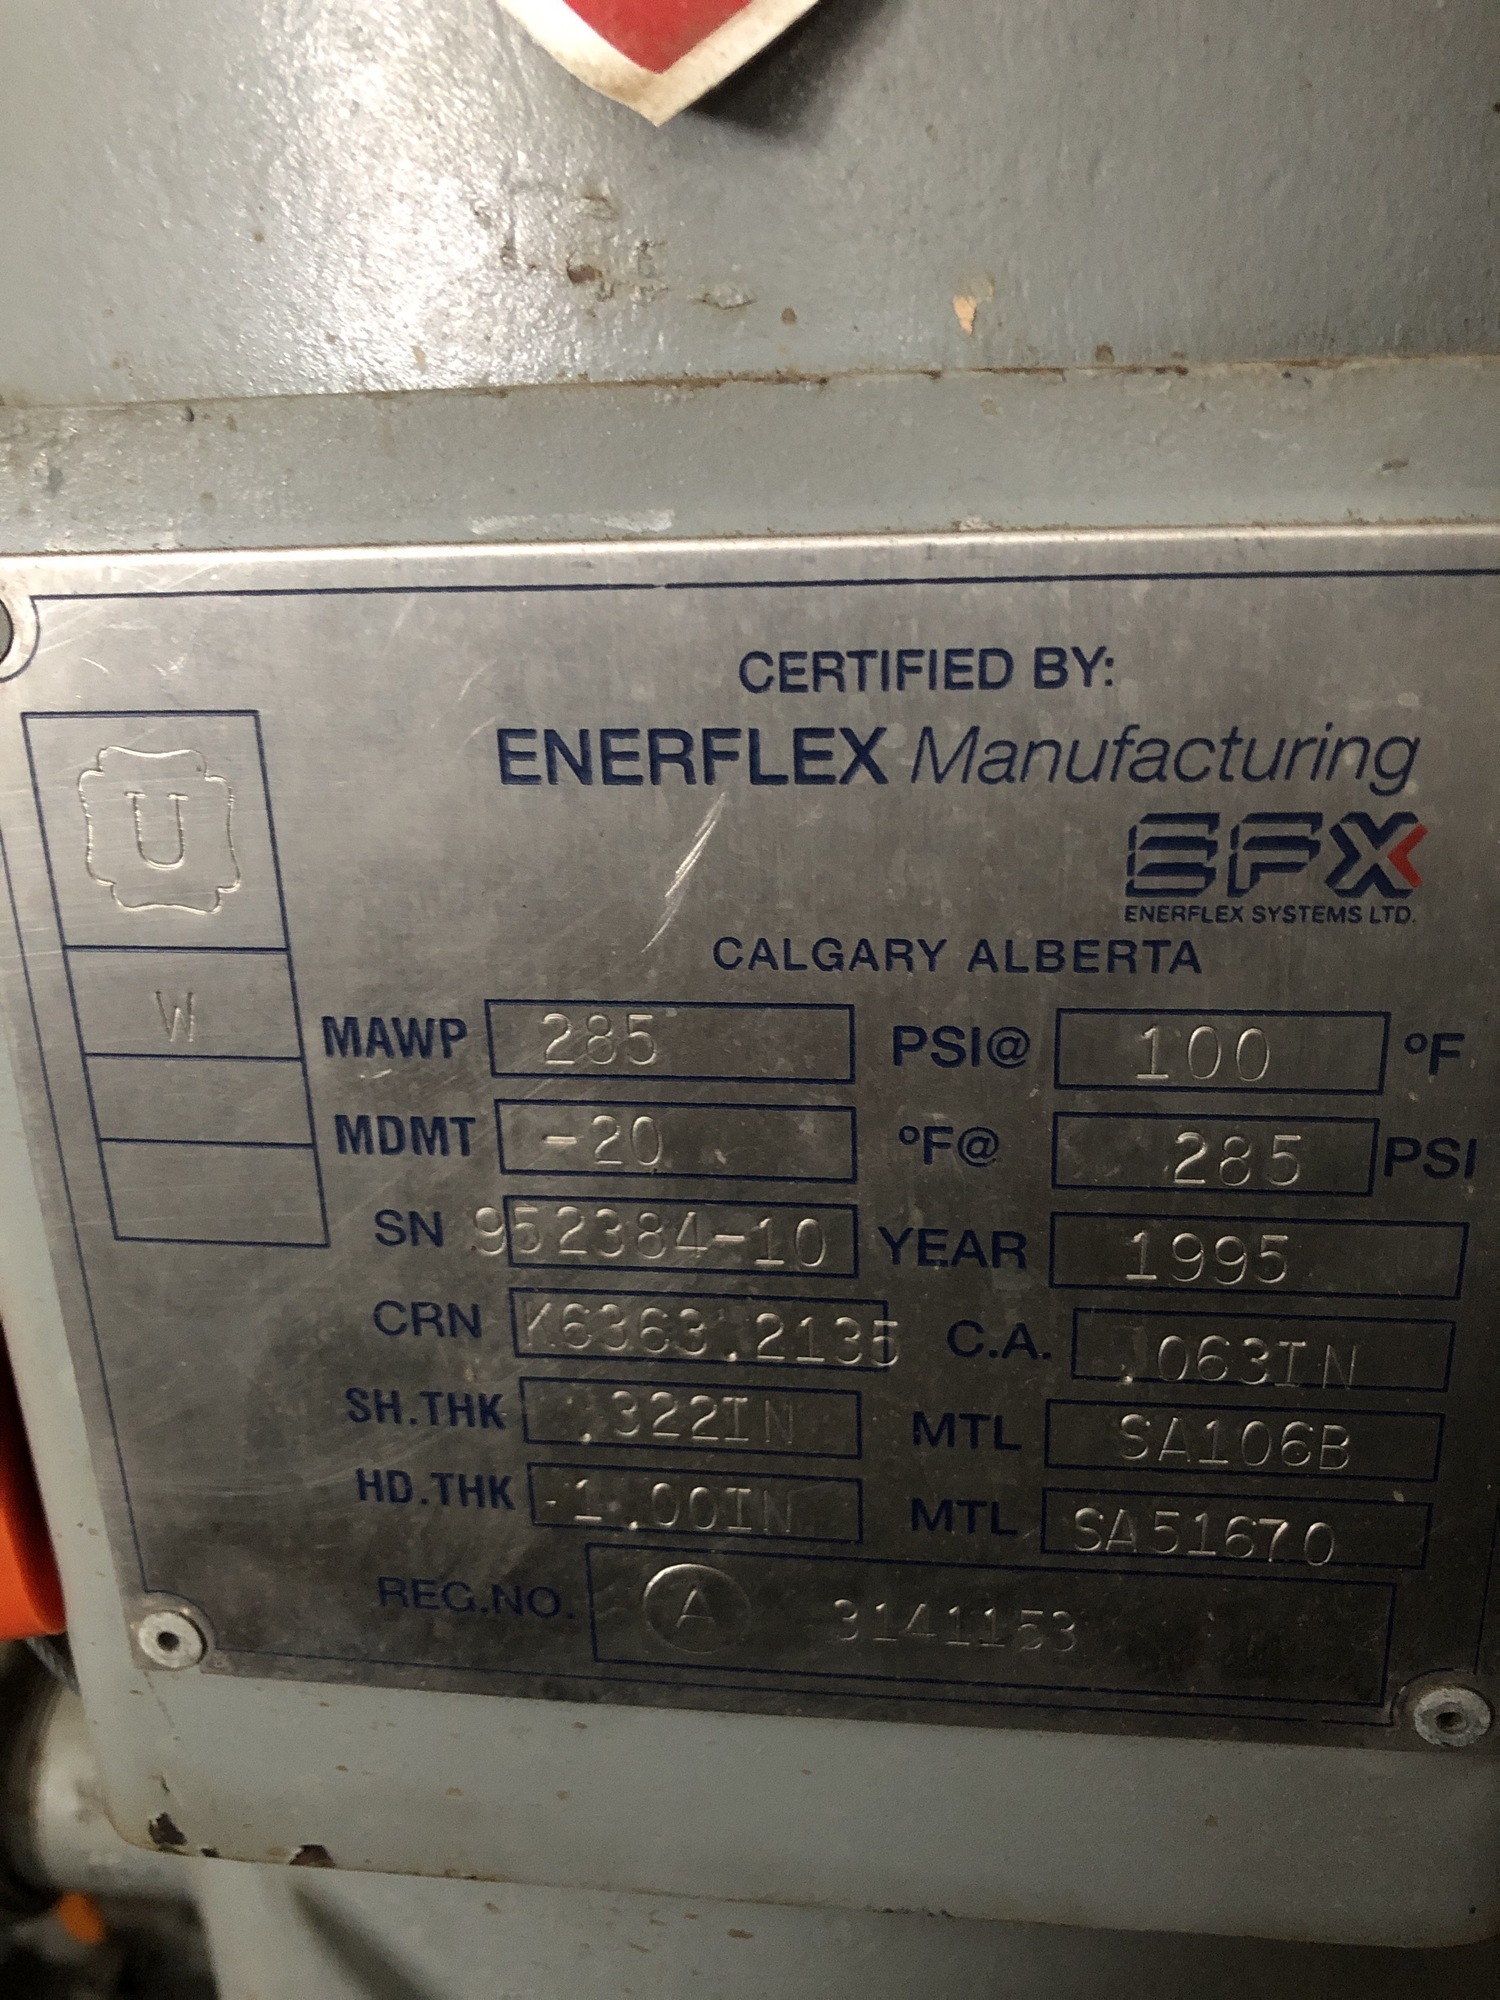 CERTIFIED BY:
ENERFLEX Manufacturing
EFX
ENERFLEX SYSTEMS LTD.
CALGARY ALBERTA
U
W
MAWP 285 PSI@ 100 ºF
MDMT -20 ºF@ 285 PSI
SN 952384-10 YEAR 1995
CRN K6363.2135 C.A. .063IN
SH.THK .322IN MTL SA106B
HD.THK 1.00IN MTL SA51670
REG.NO. A 3141153